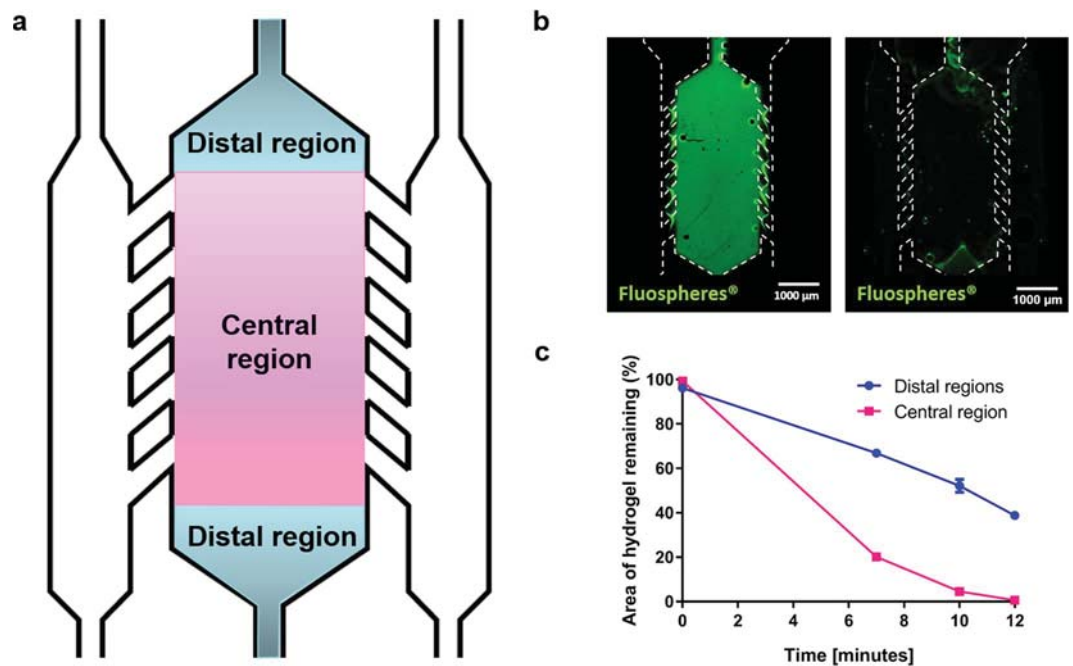 a
Distal region
Central
region
Distal region
b
Fluospheres®
1000 µm
Fluospheres®
1000 µm
c
Area of hydrogel remaining (%)
100
80
60
40
20
0
Distal regions
Central region
0 2 4 6 8 10 12
Time [minutes]